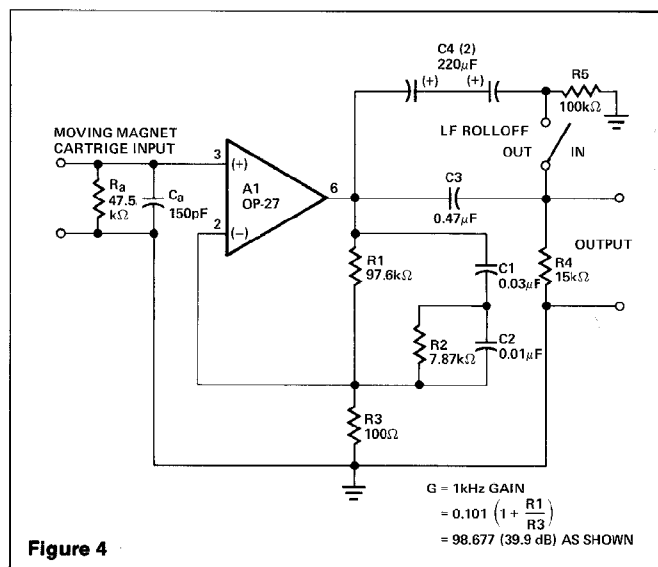 C4 (2)
220μF
(+) (+)
R5
100kΩ
LF ROLLOFF
OUT IN
MOVING MAGNET
CARTRIGE INPUT
3
(+)
A1
OP-27
6
2
(−)
Ra
47.5
kΩ
Ca
150pF
C3
0.47μF
OUTPUT
R1
97.6kΩ
C1
0.03μF
R4
15kΩ
R2
7.87kΩ
C2
0.01μF
R3
100Ω
G = 1kHz GAIN
= 0.101 (1 + R1/R3)
= 98.677 (39.9 dB) AS SHOWN
Figure 4